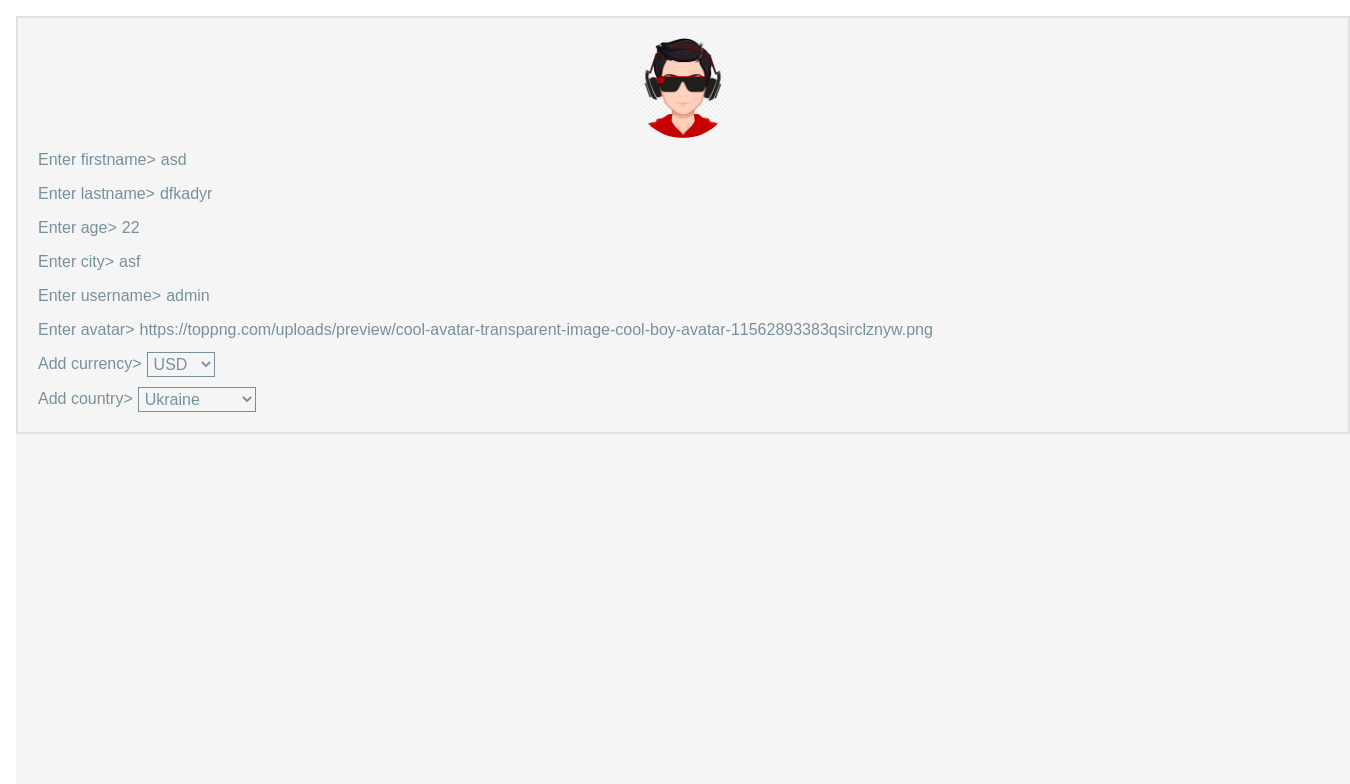 Enter firstname> asd
Enter lastname> dfkadyr
Enter age> 22
Enter city> asf
Enter username> admin
Enter avatar> https://toppng.com/uploads/preview/cool-avatar-transparent-image-cool-boy-avatar-11562893383qsirclznyw.png
Add currency> USD
Add country> Ukraine